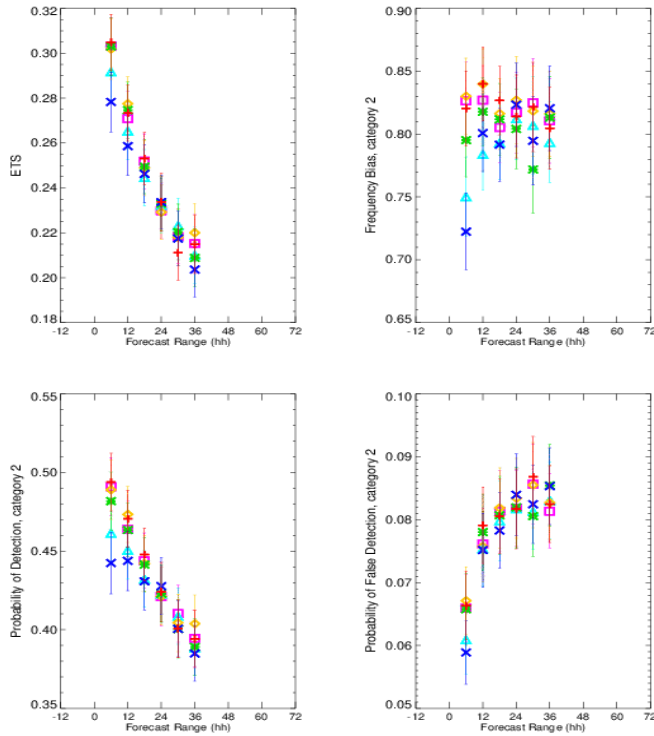 ETS
0.32
0.30
0.28
0.26
0.24
0.22
0.20
0.18
-12 0 12 24 36 48 60 72
Forecast Range (hh)
Frequency Bias, category 2
0.90
0.85
0.80
0.75
0.70
0.65
-12 0 12 24 36 48 60 72
Forecast Range (hh)
Probability of Detection, category 2
0.55
0.50
0.45
0.40
0.35
-12 0 12 24 36 48 60 72
Forecast Range (hh)
Probability of False Detection, category 2
0.10
0.09
0.08
0.07
0.06
0.05
-12 0 12 24 36 48 60 72
Forecast Range (hh)